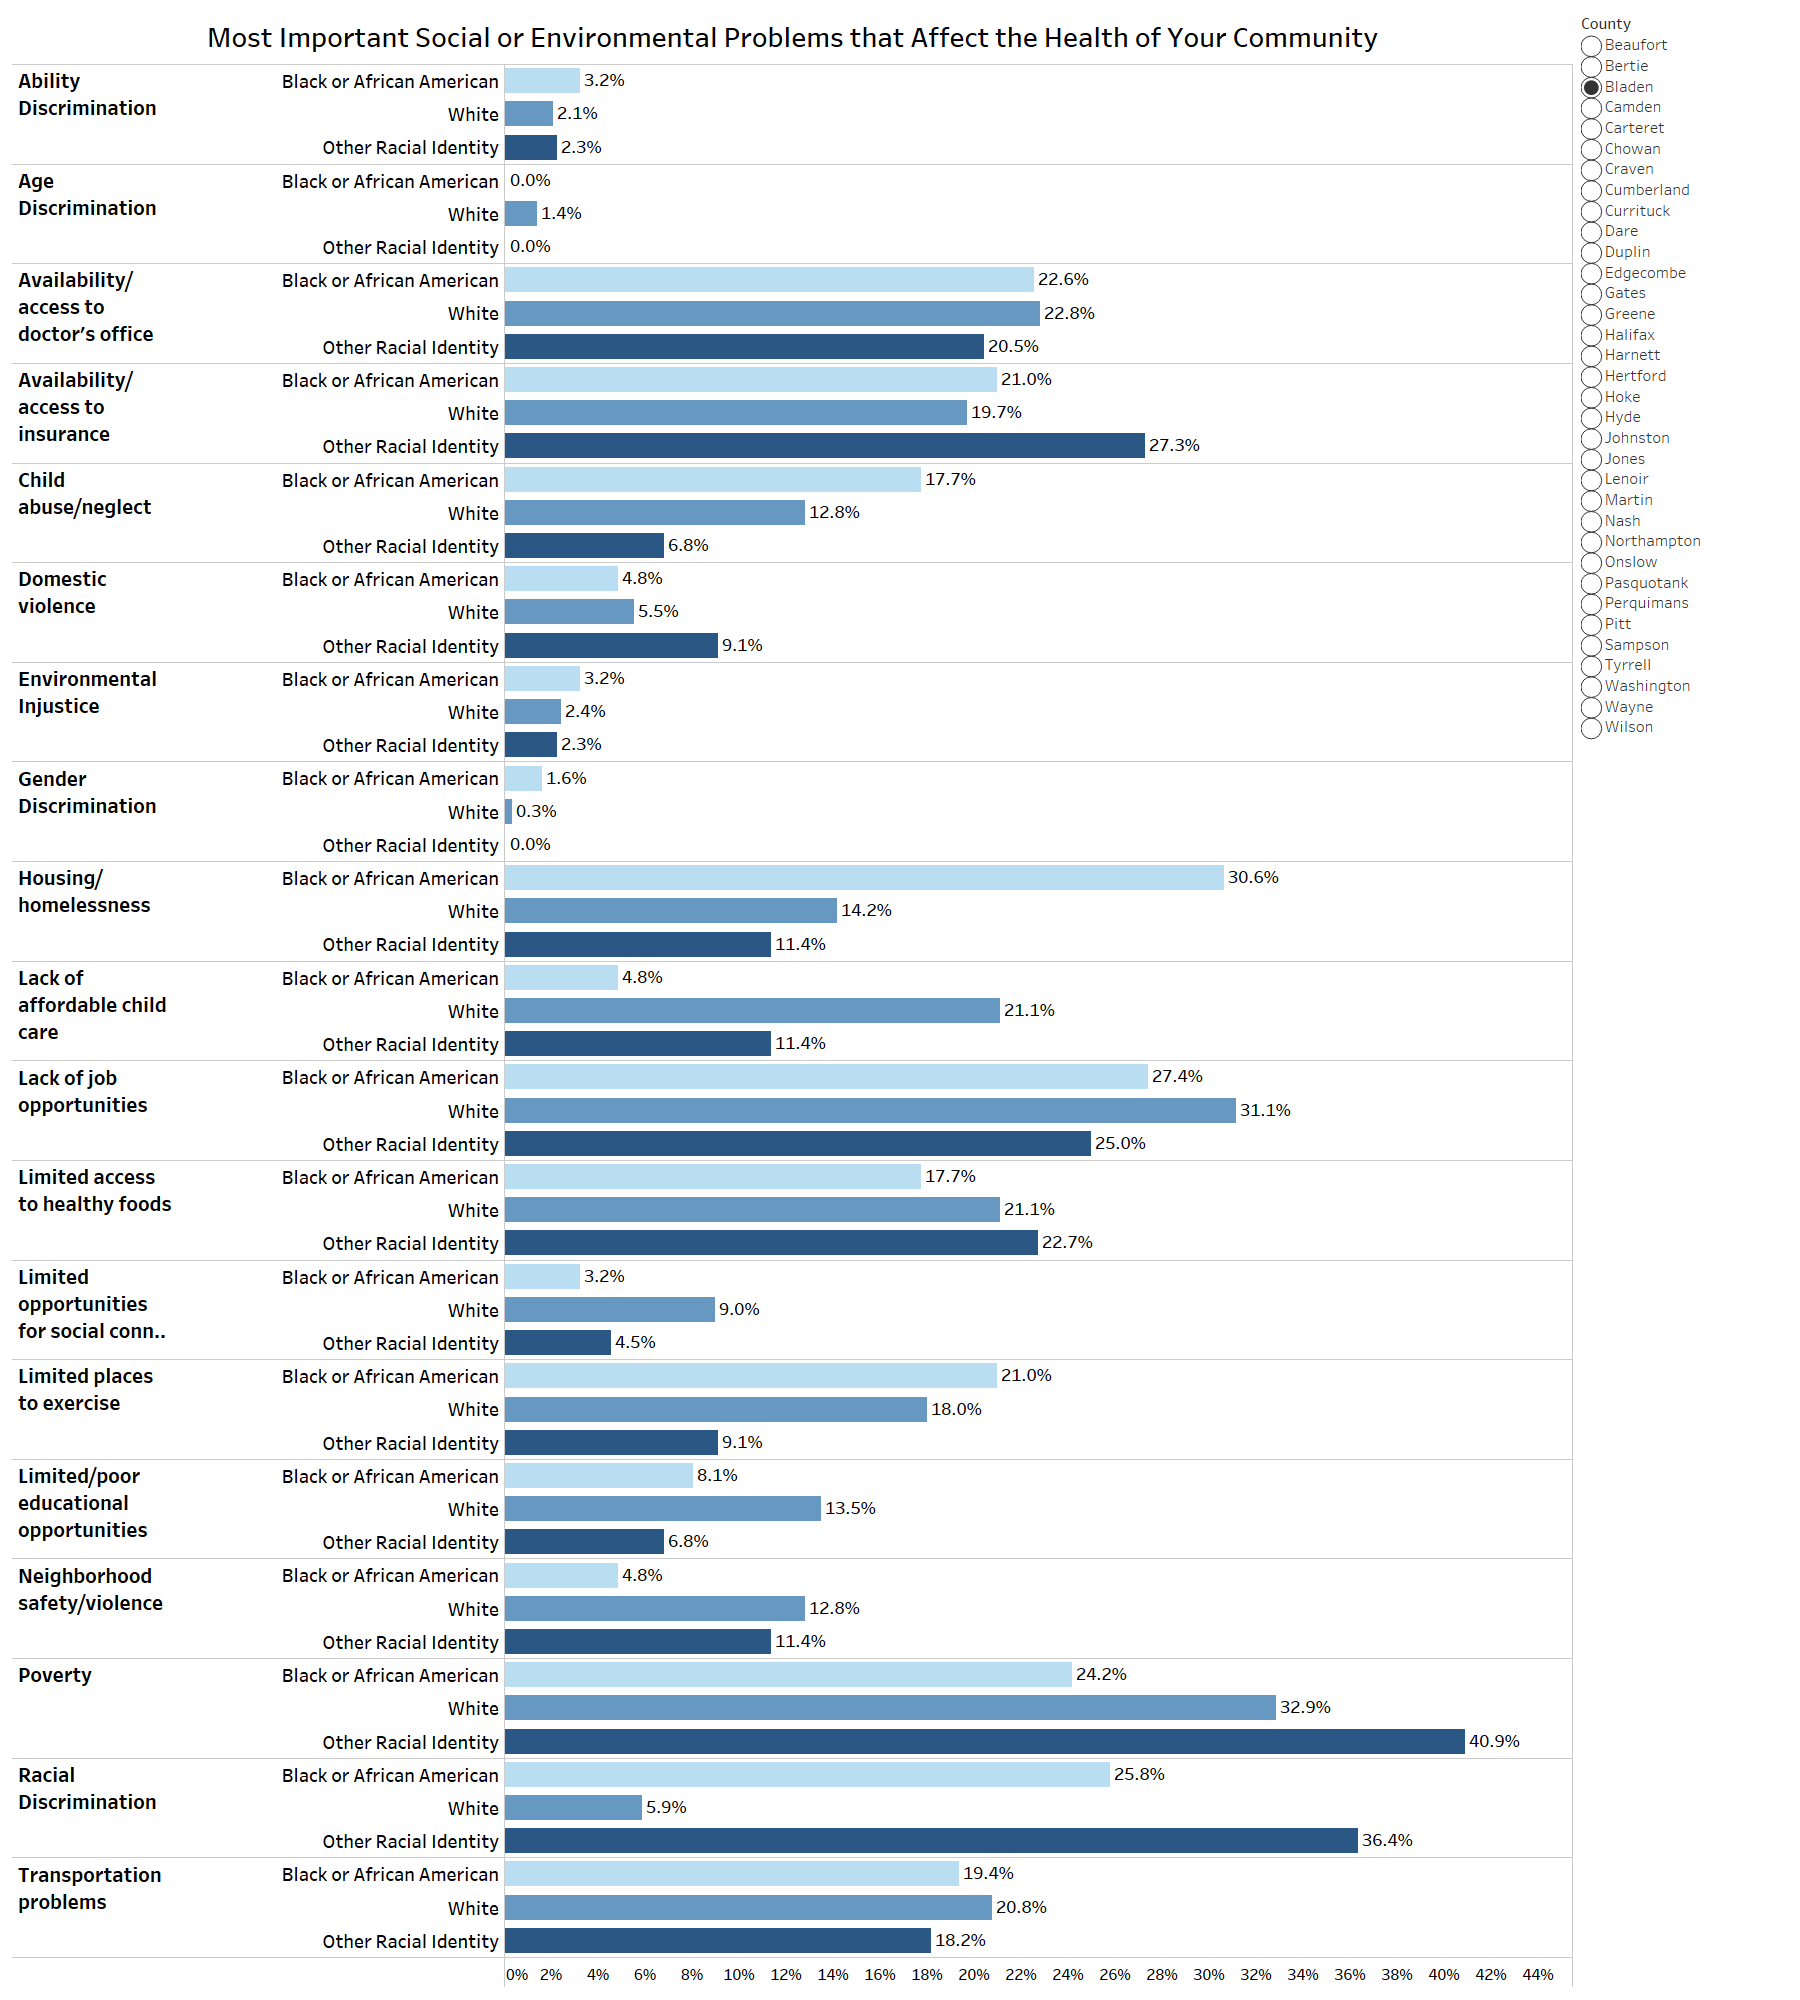 Most Important Social or Environmental Problems that Affect the Health of Your Community
Ability
Discrimination
Black or African American 3.2%
White 2.1%
Other Racial Identity 2.3%
Age
Discrimination
Black or African American 0.0%
White 1.4%
Other Racial Identity 0.0%
Availability/
access to
doctor's office
Black or African American 22.6%
White 22.8%
Other Racial Identity 20.5%
Availability/
access to
insurance
Black or African American 21.0%
White 19.7%
Other Racial Identity 27.3%
Child
abuse/neglect
Black or African American 17.7%
White 12.8%
Other Racial Identity 6.8%
Domestic
violence
Black or African American 4.8%
White 5.5%
Other Racial Identity 9.1%
Environmental
Injustice
Black or African American 3.2%
White 2.4%
Other Racial Identity 2.3%
Gender
Discrimination
Black or African American 1.6%
White 0.3%
Other Racial Identity 0.0%
Housing/
homelessness
Black or African American 30.6%
White 14.2%
Other Racial Identity 11.4%
Lack of
affordable child
care
Black or African American 4.8%
White 21.1%
Other Racial Identity 11.4%
Lack of job
opportunities
Black or African American 27.4%
White 31.1%
Other Racial Identity 25.0%
Limited access
to healthy foods
Black or African American 17.7%
White 21.1%
Other Racial Identity 22.7%
Limited
opportunities
for social conn..
Black or African American 3.2%
White 9.0%
Other Racial Identity 4.5%
Limited places
to exercise
Black or African American 21.0%
White 18.0%
Other Racial Identity 9.1%
Limited/poor
educational
opportunities
Black or African American 8.1%
White 13.5%
Other Racial Identity 6.8%
Neighborhood
safety/violence
Black or African American 4.8%
White 12.8%
Other Racial Identity 11.4%
Poverty
Black or African American 24.2%
White 32.9%
Other Racial Identity 40.9%
Racial
Discrimination
Black or African American 25.8%
White 5.9%
Other Racial Identity 36.4%
Transportation
problems
Black or African American 19.4%
White 20.8%
Other Racial Identity 18.2%
0% 2% 4% 6% 8% 10% 12% 14% 16% 18% 20% 22% 24% 26% 28% 30% 32% 34% 36% 38% 40% 42% 44%
County
Beaufort
Bertie
Bladen
Camden
Carteret
Chowan
Craven
Cumberland
Currituck
Dare
Duplin
Edgecombe
Gates
Greene
Halifax
Harnett
Hertford
Hoke
Hyde
Johnston
Jones
Lenoir
Martin
Nash
Northampton
Onslow
Pasquotank
Perquimans
Pitt
Sampson
Tyrrell
Washington
Wayne
Wilson